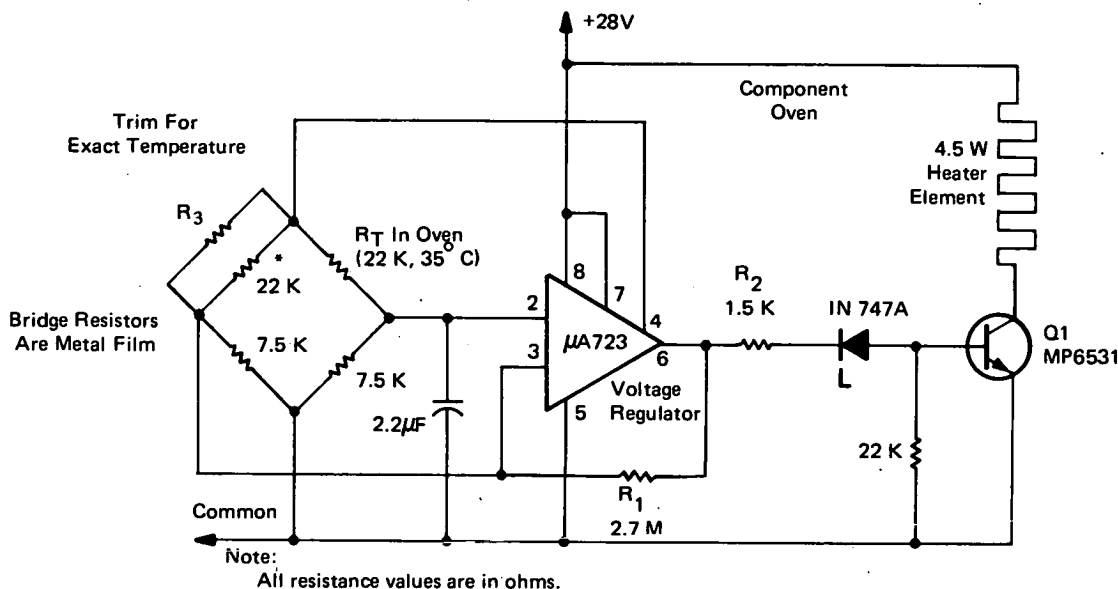 +28V
Component
Oven
Trim For
Exact Temperature
4.5 W
Heater
Element
R3
RT In Oven
(22 K, 35° C)
*
22 K
8
7
R2
1.5 K
IN 747A
2
4
Bridge Resistors
Are Metal Film
3
µA723
6
Q1
MP6531
7.5 K
7.5 K
L
Voltage
Regulator
5
2.2µF
22 K
R1
2.7 M
Common
Note:
All resistance values are in ohms.